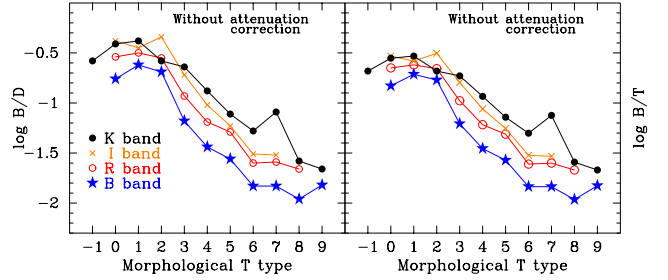 Without attenuation
correction
Without attenuation
correction
log B/D
log B/T
-0.5
-1
-1.5
-2
K band
I band
R band
B band
-1 0 1 2 3 4 5 6 7 8 9
-1 0 1 2 3 4 5 6 7 8 9
Morphological T type
Morphological T type